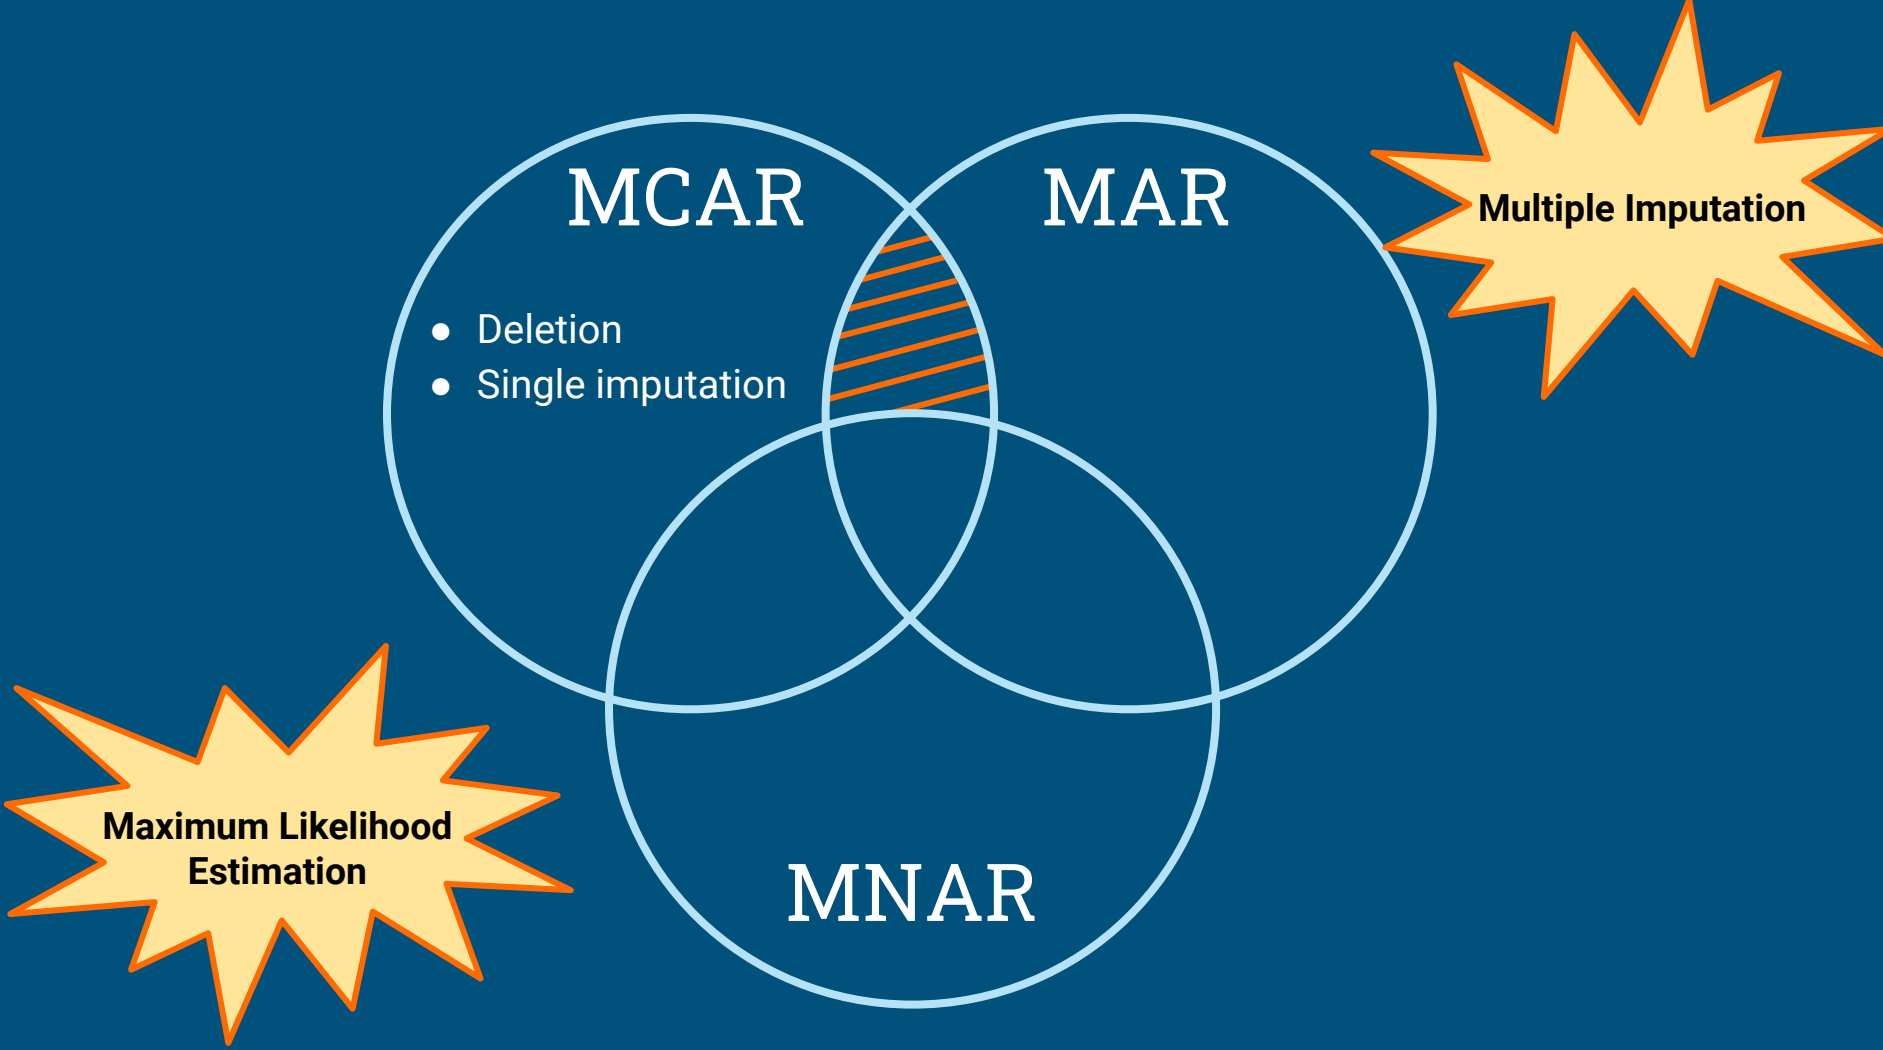 MCAR
MAR
Multiple Imputation
● Deletion
● Single imputation
Maximum Likelihood
Estimation
MNAR